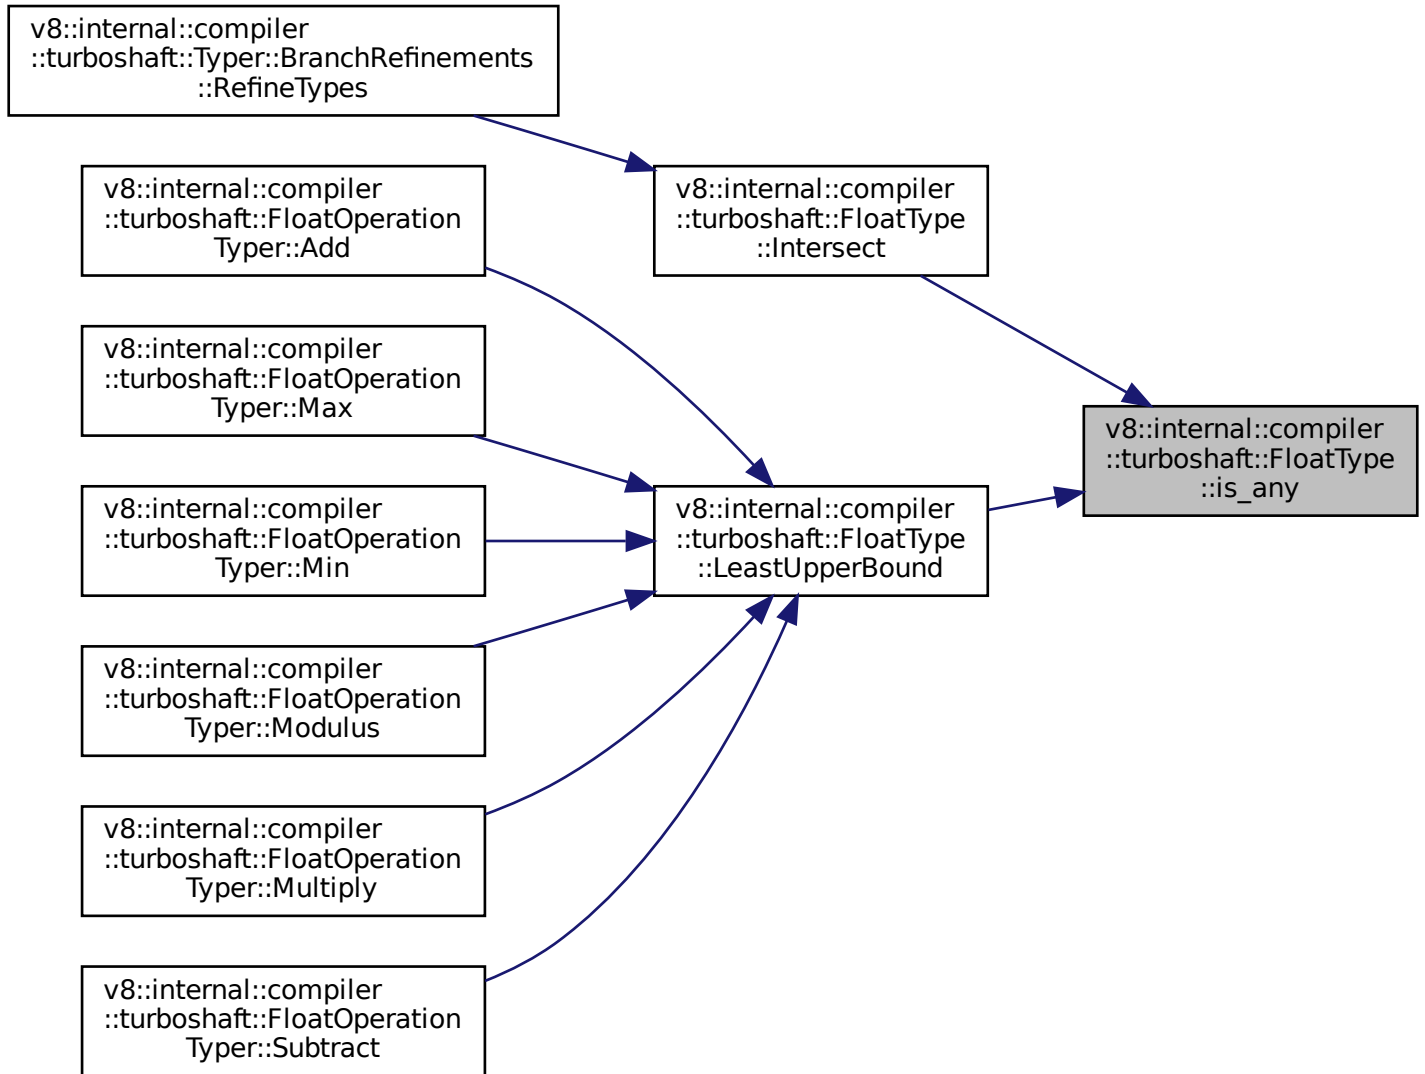 v8::internal::compiler
::turboshaft::Typer::BranchRefinements
::RefineTypes
v8::internal::compiler
::turboshaft::FloatOperation
Typer::Add
v8::internal::compiler
::turboshaft::FloatType
::Intersect
v8::internal::compiler
::turboshaft::FloatOperation
Typer::Max
v8::internal::compiler
::turboshaft::FloatType
::is_any
v8::internal::compiler
::turboshaft::FloatOperation
Typer::Min
v8::internal::compiler
::turboshaft::FloatType
::LeastUpperBound
v8::internal::compiler
::turboshaft::FloatOperation
Typer::Modulus
v8::internal::compiler
::turboshaft::FloatOperation
Typer::Multiply
v8::internal::compiler
::turboshaft::FloatOperation
Typer::Subtract